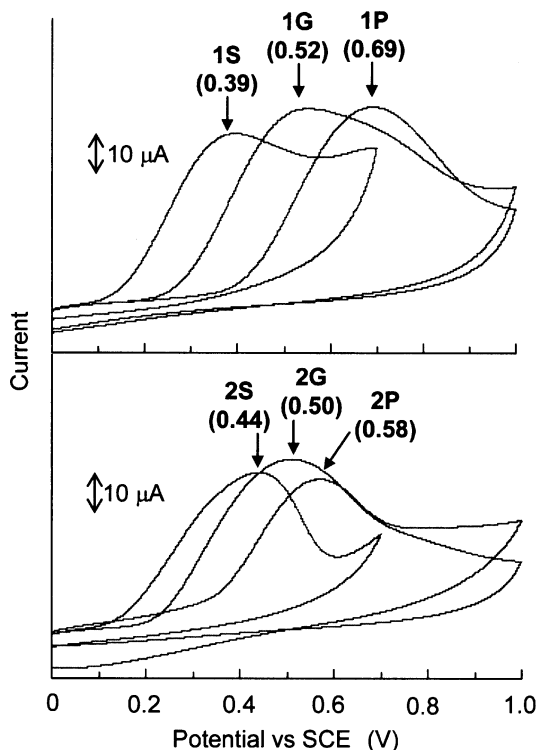 1G 1P
1S (0.52) (0.69)
(0.39)
10 μA
Current
2G
2S (0.50) 2P
(0.44) (0.58)
10 μA
0 0.2 0.4 0.6 0.8 1.0
Potential vs SCE (V)